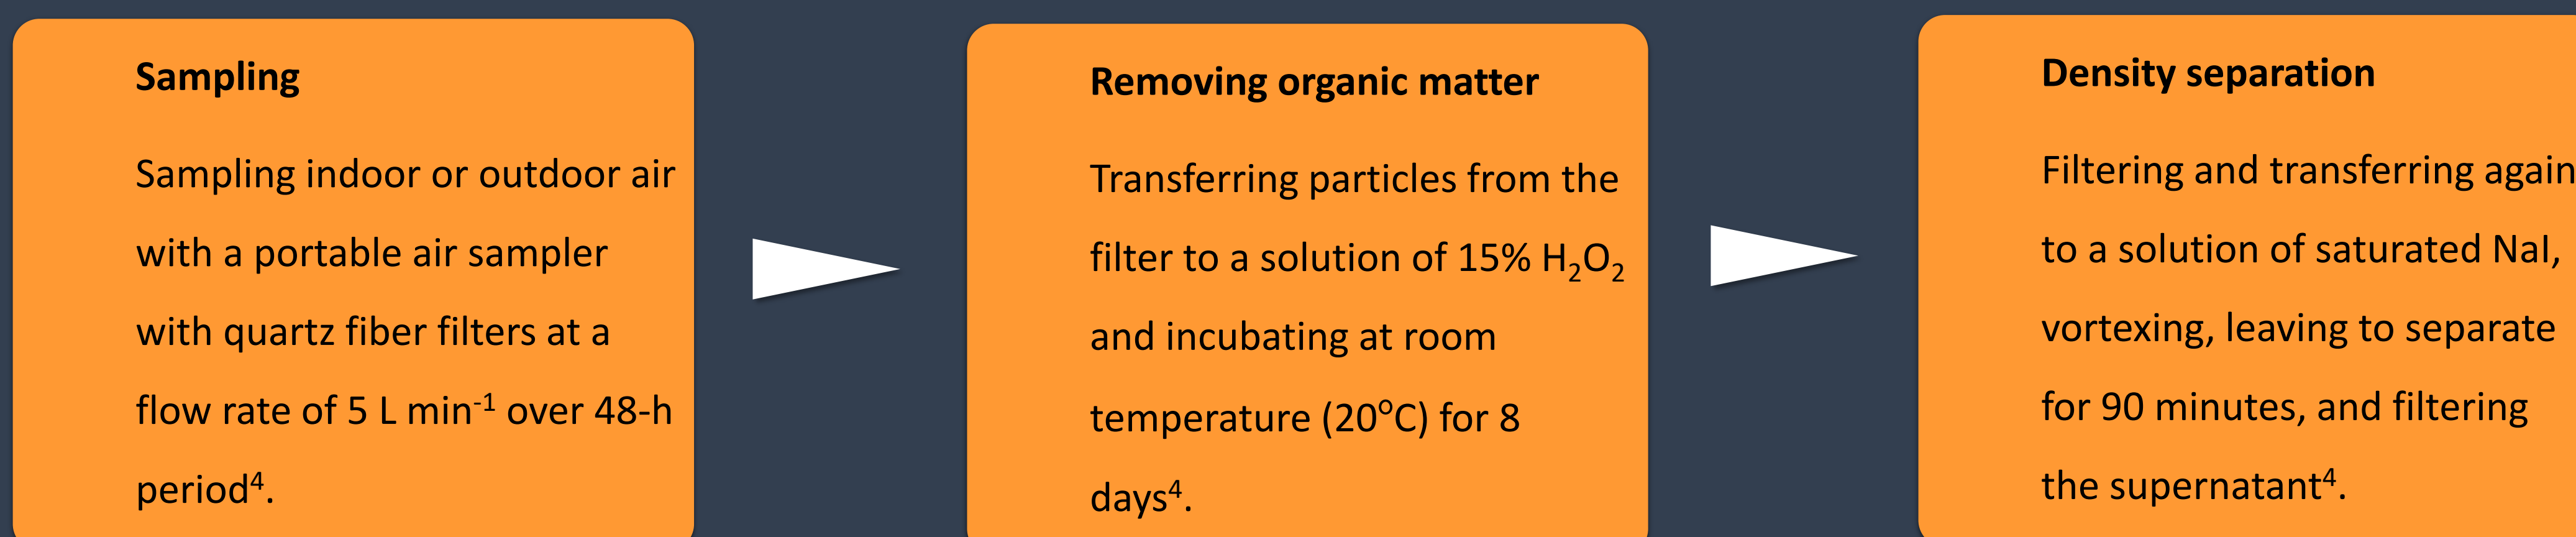 Sampling
Sampling indoor or outdoor air
with a portable air sampler
with quartz fiber filters at a
flow rate of 5 L min⁻¹ over 48-h
period⁴.
Removing organic matter
Transferring particles from the
filter to a solution of 15% H₂O₂
and incubating at room
temperature (20⁰C) for 8
days⁴.
Density separation
Filtering and transferring again
to a solution of saturated NaI,
vortexing, leaving to separate
for 90 minutes, and filtering
the supernatant⁴.